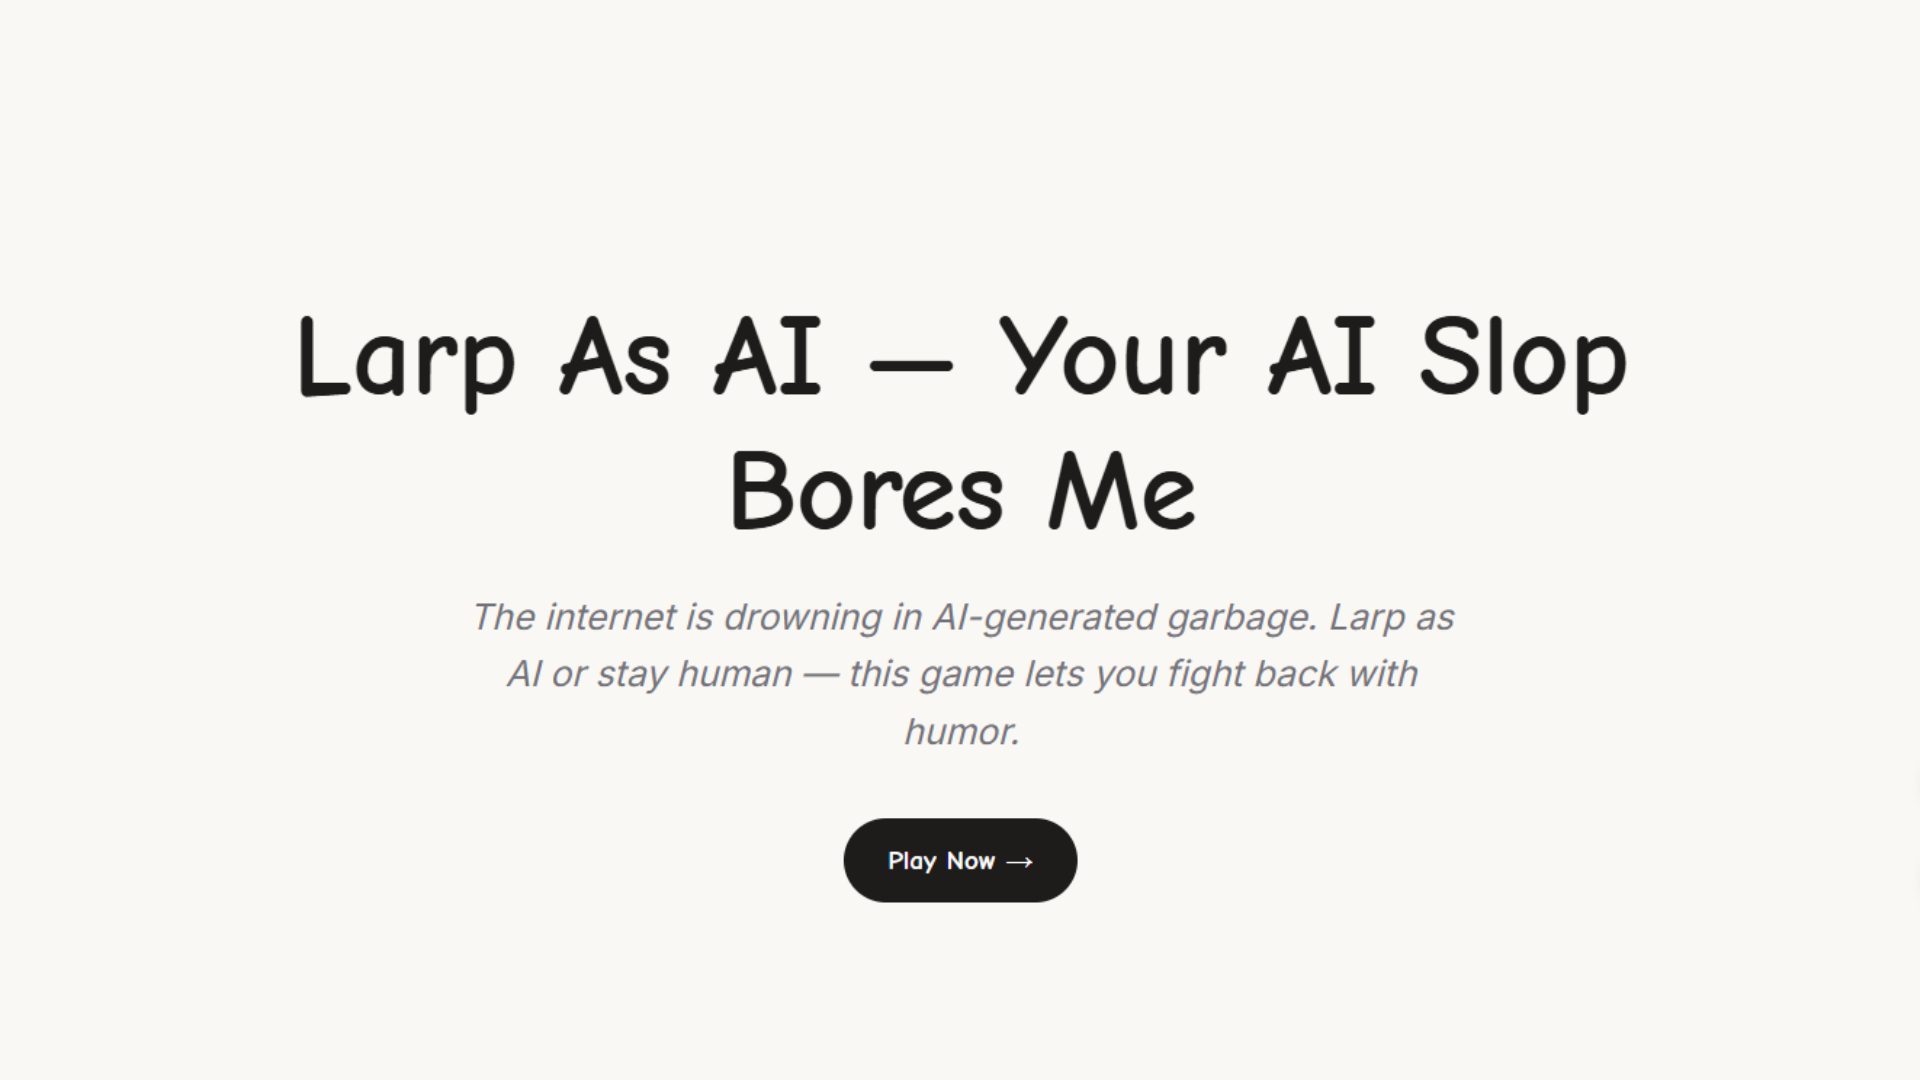 Larp As AI — Your AI Slop
Bores Me
The internet is drowning in AI-generated garbage. Larp as
AI or stay human — this game lets you fight back with
humor.
Play Now →